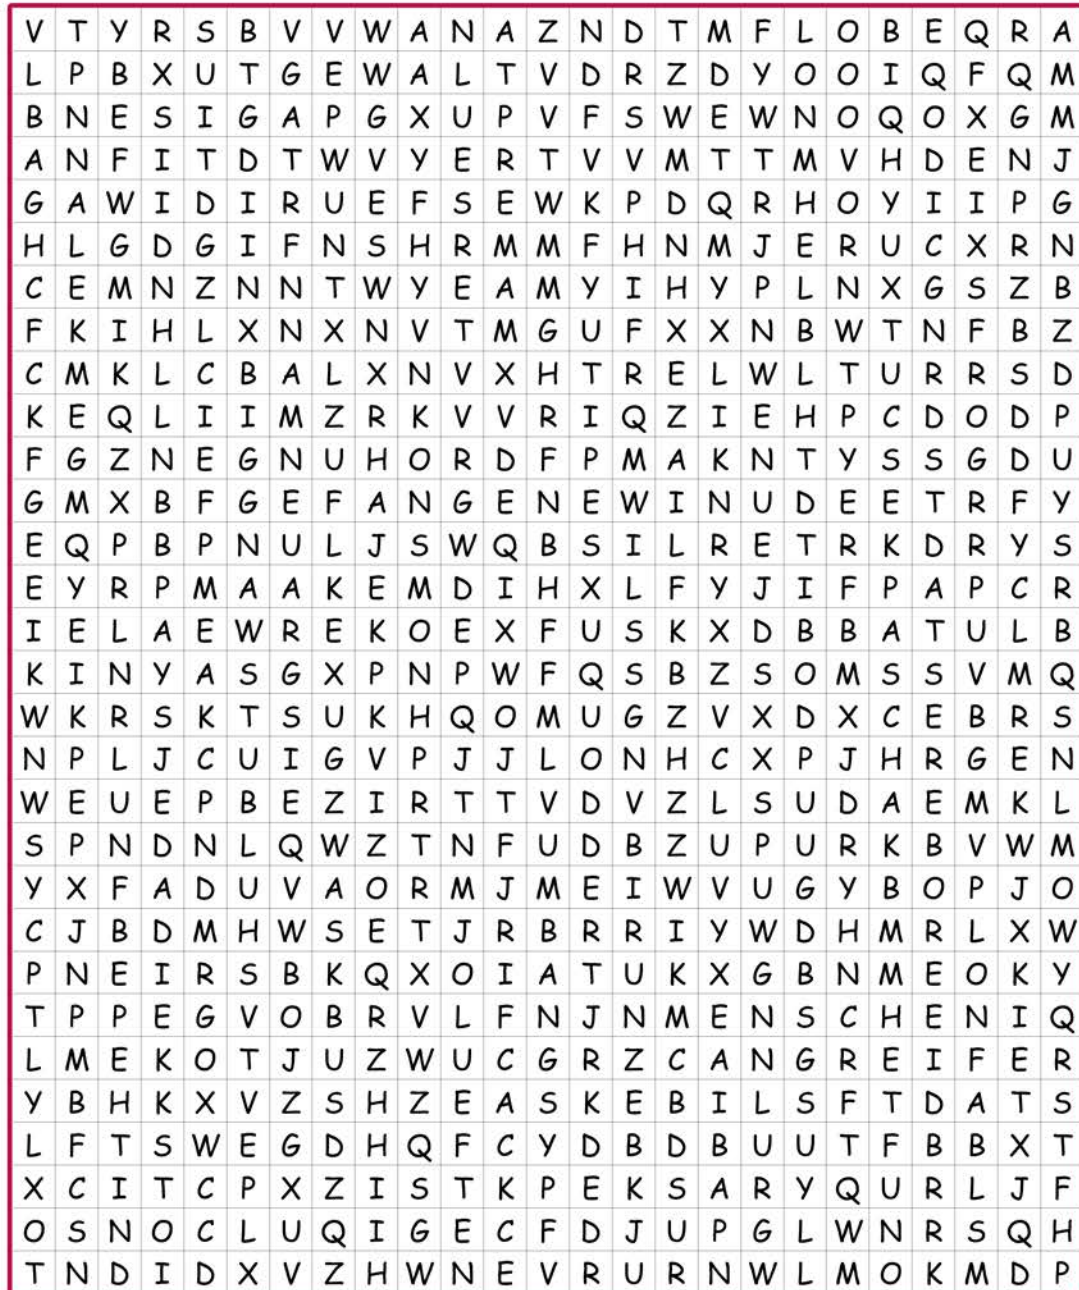 V T Y R S B V V W A N A Z N D T M F L O B E Q R A
L P B X U T G E W A L T V D R Z D Y O O I Q F Q M
B N E S I G A P G X U P V F S W E W N O Q O X G M
A N F I T D T W V Y E R T V V M T T M V H D E N J
G A W I D I R U E F S E W K P D Q R H O Y I I P G
H L G D G I F N S H R M M F H N M J E R U C X R N
C E M N Z N N T W Y E A M Y I H Y P L N X G S Z B
F K I H L X N X N V T M G U F X X N B W T N F B Z
C M K L C B A L X N V X H T R E L W L T U R R S D
K E Q L I I M Z R K V V R I Q Z I E H P C D O D P
F G Z N E G N U H O R D F P M A K N T Y S S G D U
G M X B F G E F A N G E N E W I N U D E E T R F Y
E Q P B P N U L J S W Q B S I L R E T R K D R Y S
E Y R P M A A K E M D I H X L F Y J I F P A P C R
I E L A E W R E K O E X F U S K X D B B A T U L B
K I N Y A S G X P N P W F Q S B Z S O M S S V M Q
W K R S K T S U K H Q O M U G Z V X D X C E B R S
N P L J C U I G V P J J L O N H C X P J H R G E N
W E U E P B E Z I R T T V D V Z L S U D A E M K L
S P N D N L Q W Z T N F U D B Z U P U R K B V W M
Y X F A D U V A O R M J M E I W V U G Y B O P J O
C J B D M H W S E T J R B R R I Y W D H M R L X W
P N E I R S B K Q X O I A T U K X G B N M E O K Y
T P P E G V O B R V L F N J N M E N S C H E N I Q
L M E K O T J U Z W U C G R Z C A N G R E I F E R
Y B H K X V Z S H Z E A S K E B I L S F T D A T S
L F T S W E G D H Q F C Y D B D B U U T F B B X T
X C I T C P X Z I S T K P E K S A R Y Q U R L J F
O S N O C L U Q I G E C F D J U P G L W N R S Q H
T N D I D X V Z H W N E V R U R N W L M O K M D P